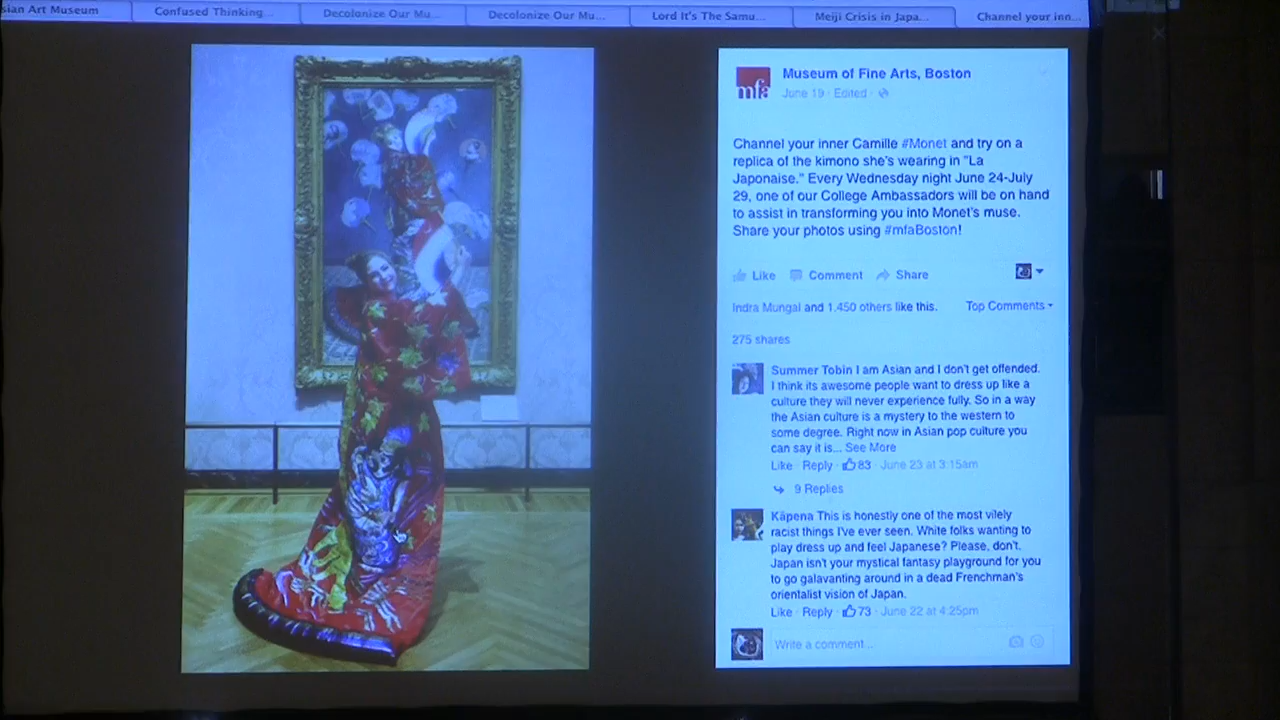 sian Art Museum
Confused Thinking...
Decolonize Our Mu...
Decolonize Our Mu...
Lord It's The Samu...
Meiji Crisis in Japa...
Channel your inn...
mfa
Museum of Fine Arts, Boston
June 19 · Edited ·
Channel your inner Camille #Monet and try on a
replica of the kimono she's wearing in "La
Japonaise." Every Wednesday night June 24-July
29, one of our College Ambassadors will be on hand
to assist in transforming you into Monet's muse.
Share your photos using #mfaBoston!
Like Comment Share
Indra Mungal and 1,450 others like this.
Top Comments
275 shares
Summer Tobin I am Asian and I don't get offended.
I think its awesome people want to dress up like a
culture they will never experience fully. So in a way
the Asian culture is a mystery to the western to
some degree. Right now in Asian pop culture you
can say it is... See More
Like · Reply · 83 · June 23 at 3:15am
9 Replies
Kāpena This is honestly one of the most vilely
racist things I've ever seen. White folks wanting to
play dress up and feel Japanese? Please, don't.
Japan isn't your mystical fantasy playground for you
to go galavanting around in a dead Frenchman's
orientalist vision of Japan.
Like · Reply · 73 · June 22 at 4:25pm
Write a comment...